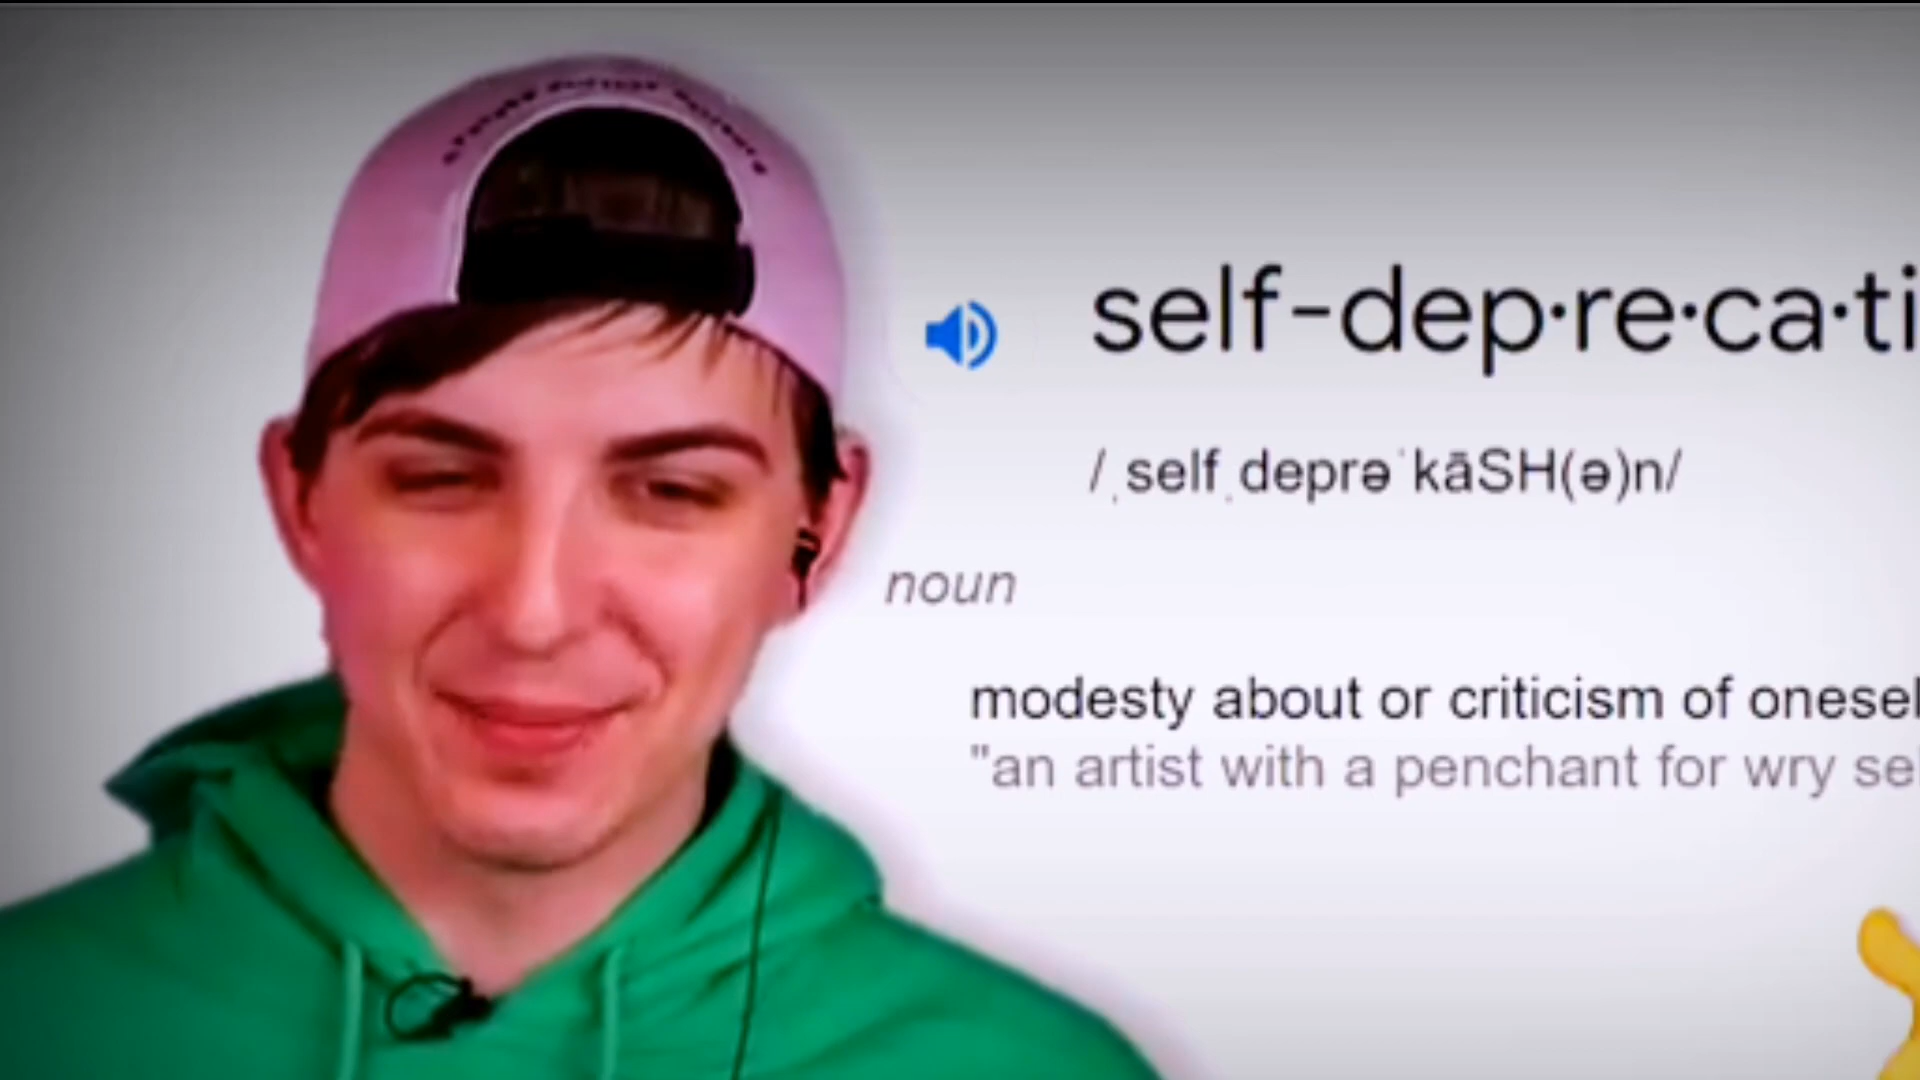 self-dep·re·ca·ti
/ˌselfˌdeprəˈkāSH(ə)n/
noun
modesty about or criticism of onesel
"an artist with a penchant for wry sel